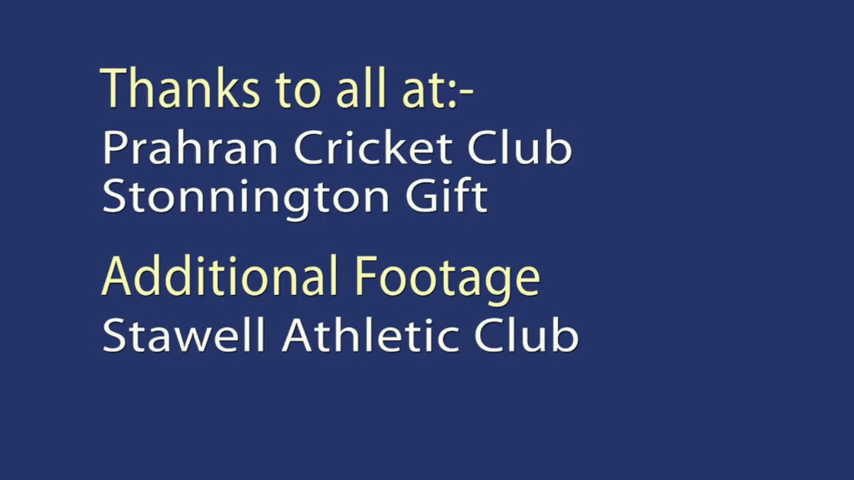 Thanks to all at:-
Prahran Cricket Club
Stonnington Gift
Additional Footage
Stawell Athletic Club